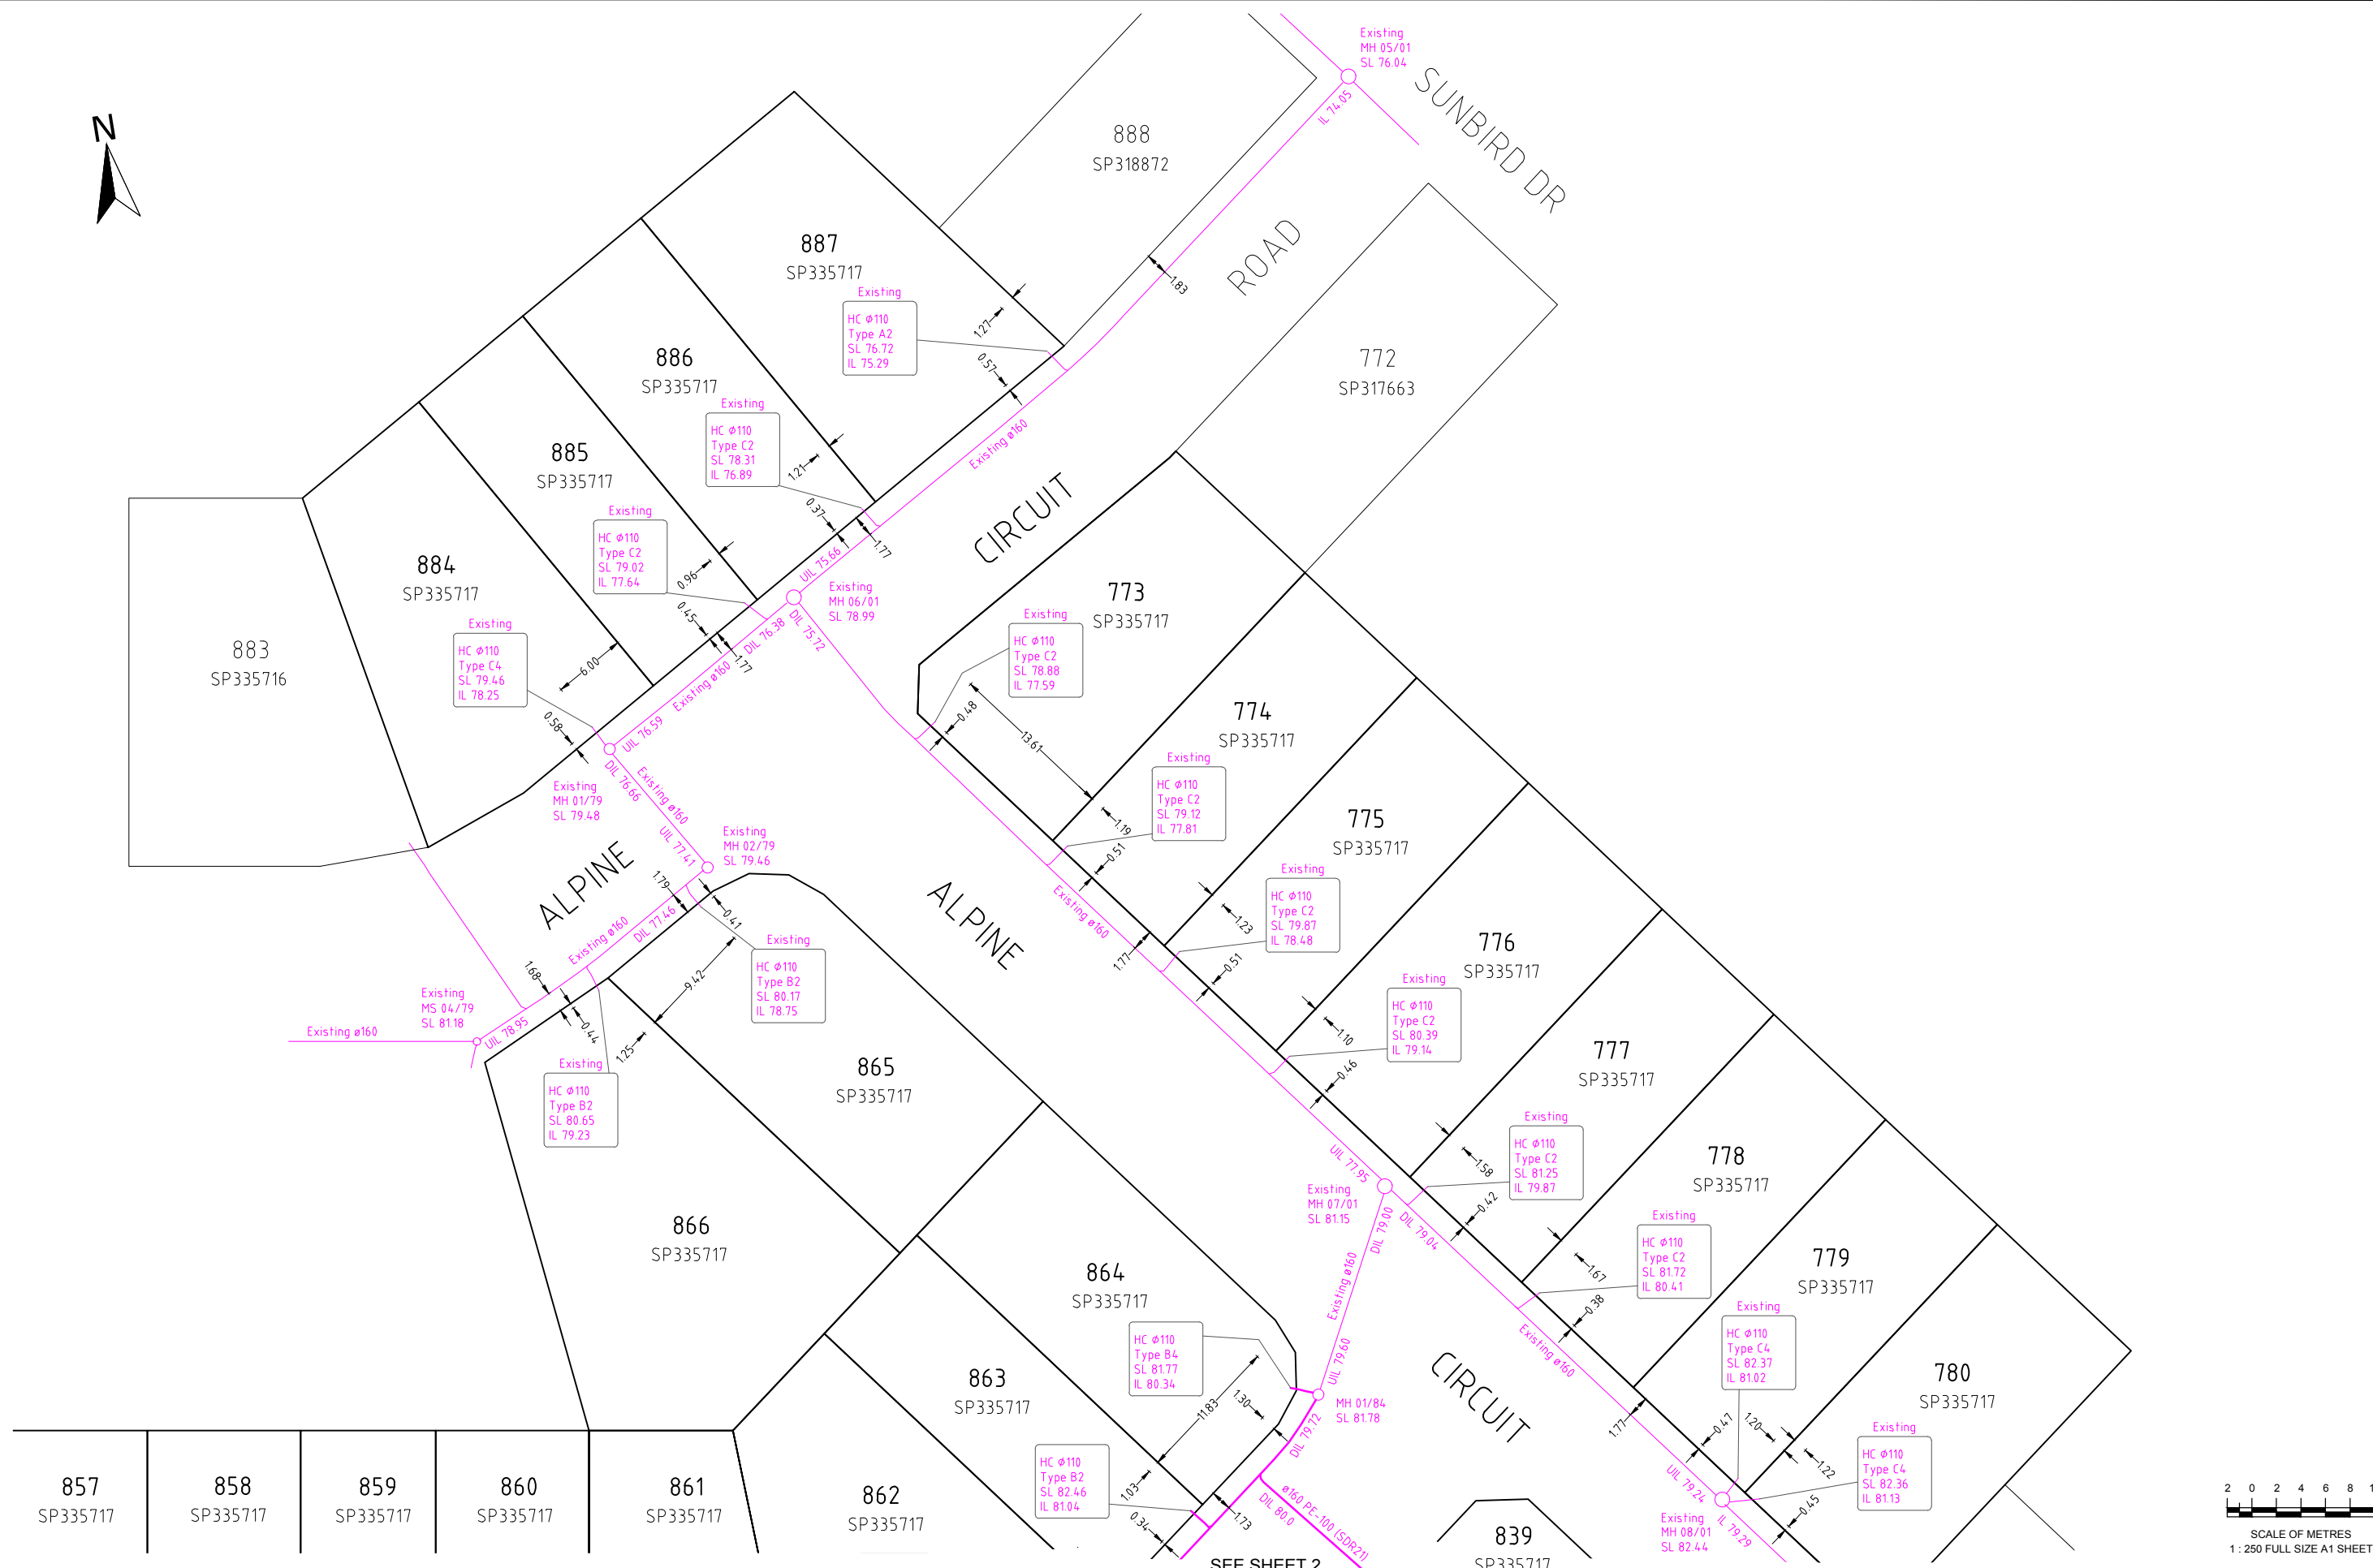 N
Existing
MH 05/01
SL 76.04
IL 74.05
SUNBIRD DR
888
SP318872
ROAD
1.83
887
SP335717
Existing
HC Ø110
Type A2
SL 76.72
IL 75.29
1.27
0.57
Existing ø160
772
SP317663
886
SP335717
Existing
HC Ø110
Type C2
SL 78.31
IL 76.89
1.21
0.37
1.77
UIL 75.66
885
SP335717
Existing
HC Ø110
Type C2
SL 79.02
IL 77.64
0.96
0.45
1.77
DIL 76.38
DIL 75.72
Existing
MH 06/01
SL 78.99
CIRCUIT
884
SP335717
Existing
HC Ø110
Type C4
SL 79.46
IL 78.25
6.00
0.58
Existing ø160
UIL 76.59
DIL 76.66
Existing ø160
UIL 77.41
883
SP335716
Existing
MH 01/79
SL 79.48
Existing
MH 02/79
SL 79.46
773
SP335717
Existing
HC Ø110
Type C2
SL 78.88
IL 77.59
0.48
13.61
774
SP335717
Existing
HC Ø110
Type C2
SL 79.12
IL 77.81
1.19
0.51
Existing ø160
775
SP335717
Existing
HC Ø110
Type C2
SL 79.87
IL 78.48
1.23
0.51
1.77
776
SP335717
Existing
HC Ø110
Type C2
SL 80.39
IL 79.14
1.10
0.46
777
SP335717
Existing
HC Ø110
Type C2
SL 81.25
IL 79.87
1.58
0.42
778
SP335717
Existing
HC Ø110
Type C2
SL 81.72
IL 80.41
1.67
0.38
779
SP335717
Existing
HC Ø110
Type C4
SL 82.37
IL 81.02
0.47
1.20
1.77
780
SP335717
Existing
HC Ø110
Type C4
SL 82.36
IL 81.13
1.22
0.45
ALPINE
ALPINE
CIRCUIT
1.79
0.41
DIL 77.46
Existing ø160
1.68
0.44
9.42
1.25
Existing
MS 04/79
SL 81.18
Existing ø160
UIL 78.95
Existing
HC Ø110
Type B2
SL 80.17
IL 78.75
Existing
HC Ø110
Type B2
SL 80.65
IL 79.23
865
SP335717
866
SP335717
UIL 77.95
Existing
MH 07/01
SL 81.15
DIL 79.00
DIL 79.04
Existing ø160
UIL 79.60
Existing ø160
864
SP335717
HC Ø110
Type B4
SL 81.77
IL 80.34
11.83
1.30
MH 01/84
SL 81.78
DIL 79.72
863
SP335717
HC Ø110
Type B2
SL 82.46
IL 81.04
1.03
0.34
1.73
ø160 PE-100 (SDR21)
DIL 80.0
UIL 79.24
IL 79.29
Existing
MH 08/01
SL 82.44
857
SP335717
858
SP335717
859
SP335717
860
SP335717
861
SP335717
862
SP335717
839
SP335717
SEE SHEET 2
2 0 2 4 6 8
SCALE OF METRES
1 : 250 FULL SIZE A1 SHEET